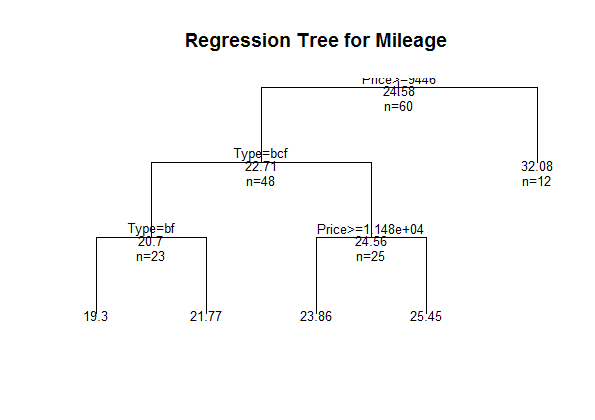 Regression Tree for Mileage
Price>=9446
24.58
n=60
Type=bcf
22.71
n=48
32.08
n=12
Type=bf
20.7
n=23
Price>=1.148e+04
24.56
n=25
19.3
21.77
23.86
25.45